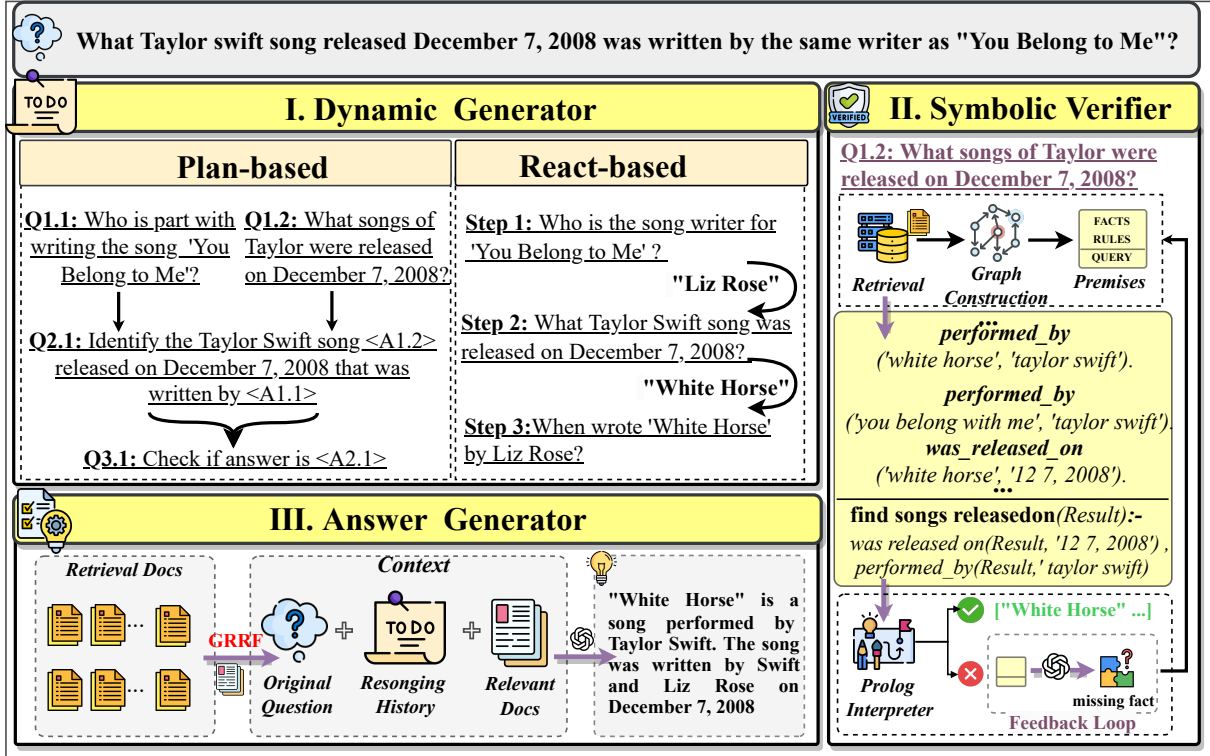 What Taylor swift song released December 7, 2008 was written by the same writer as "You Belong to Me"?
TO DO
I. Dynamic Generator
Plan-based
Q1.1: Who is part with
writing the song 'You
Belong to Me'?
Q1.2: What songs of
Taylor were released
on December 7, 2008?
Q2.1: Identify the Taylor Swift song <A1.2>
released on December 7, 2008 that was
written by <A1.1>
Q3.1: Check if answer is <A2.1>
React-based
Step 1: Who is the song writer for
'You Belong to Me' ?
"Liz Rose"
Step 2: What Taylor Swift song was
released on December 7, 2008?
"White Horse"
Step 3:When wrote 'White Horse'
by Liz Rose?
VERIFIED
II. Symbolic Verifier
Q1.2: What songs of Taylor were
released on December 7, 2008?
FACTS
RULES
QUERY
Retrieval
Graph
Construction
Premises
...
performed_by
('white horse', 'taylor swift').
performed_by
('you belong with me', 'taylor swift').
was_released_on
('white horse', '12 7, 2008').
...
find songs releasedon(Result):-
was released on(Result, '12 7, 2008') ,
performed_by(Result,' taylor swift)
Prolog
Interpreter
["White Horse" ...]
missing fact
Feedback Loop
III. Answer Generator
Retrieval Docs
...
...
GRRF
Context
Original
Question
+
TO DO
Resonging
History
+
Relevant
Docs
"White Horse" is a
song performed by
Taylor Swift. The song
was written by Swift
and Liz Rose on
December 7, 2008